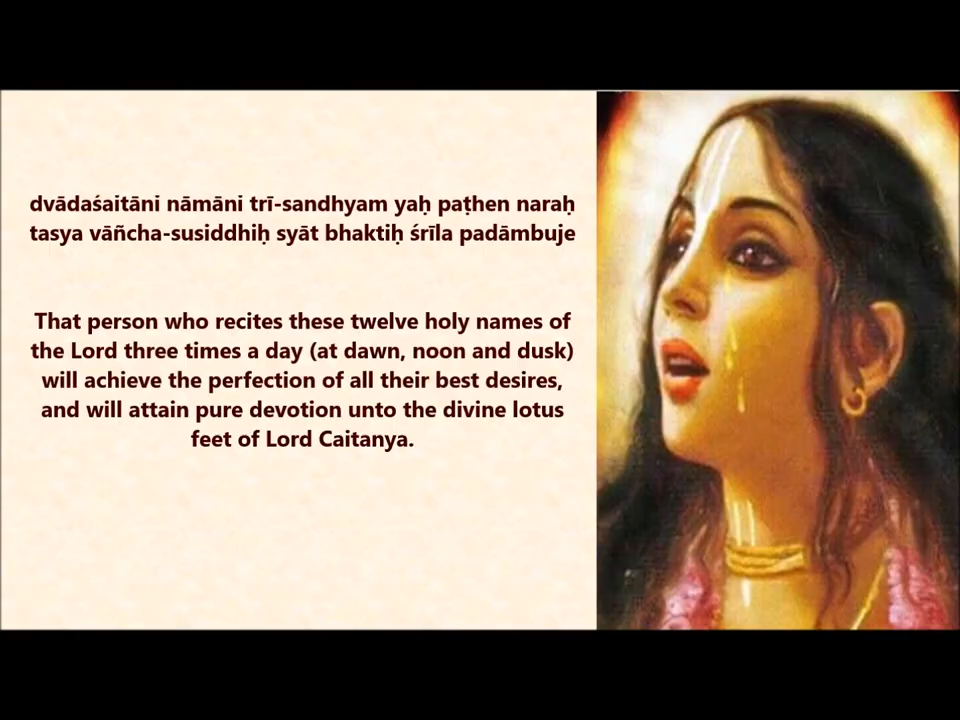 dvādaśaitāni nāmāni trī-sandhyam yaḥ paṭhen naraḥ
tasya vāñcha-susiddhiḥ syāt bhaktiḥ śrīla padāmbuje
That person who recites these twelve holy names of
the Lord three times a day (at dawn, noon and dusk)
will achieve the perfection of all their best desires,
and will attain pure devotion unto the divine lotus
feet of Lord Caitanya.